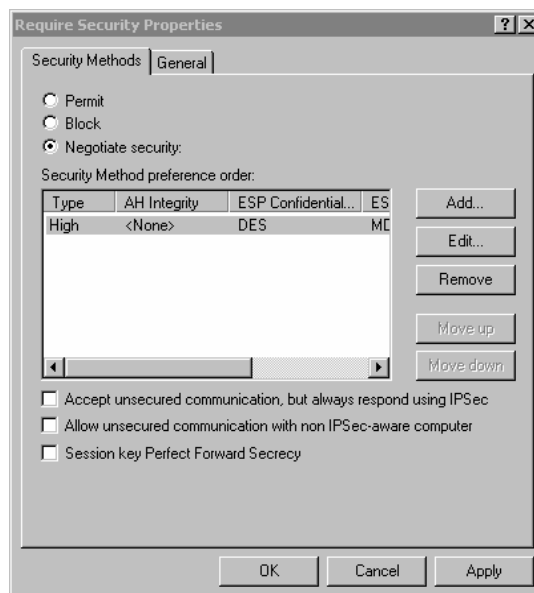 Require Security Properties
Security Methods General
Permit
Block
Negotiate security:
Security Method preference order:
Type AH Integrity ESP Confidential... ES
High <None> DES MD
Add...
Edit...
Remove
Move up
Move down
Accept unsecured communication, but always respond using IPSec
Allow unsecured communication with non IPSec-aware computer
Session key Perfect Forward Secrecy
OK Cancel Apply